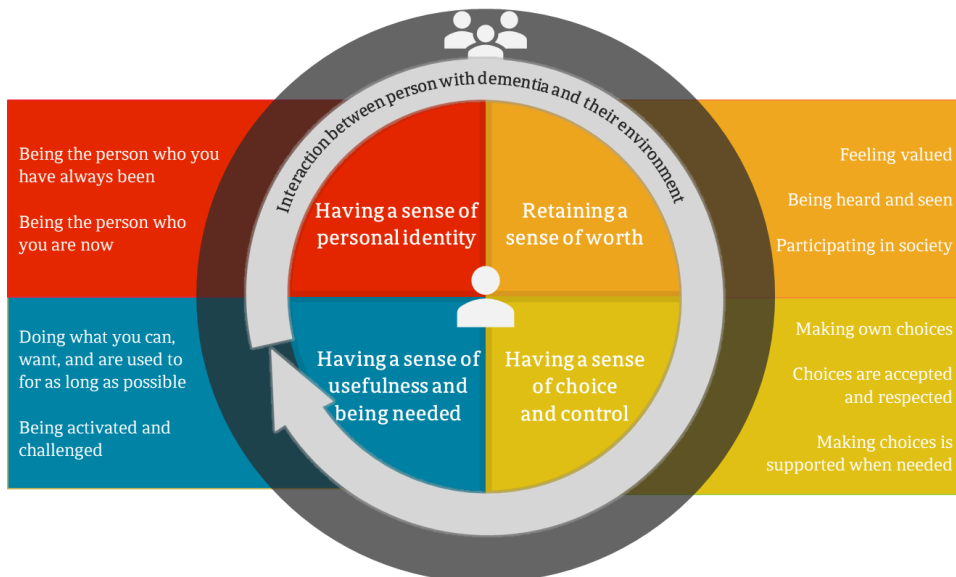 Interaction between person with dementia and their environment
Being the person who you
have always been
Being the person who
you are now
Having a sense of
personal identity
Retaining a
sense of worth
Feeling valued
Being heard and seen
Participating in society
Doing what you can,
want, and are used to
for as long as possible
Being activated and
challenged
Having a sense of
usefulness and
being needed
Having a sense
of choice
and control
Making own choices
Choices are accepted
and respected
Making choices is
supported when needed